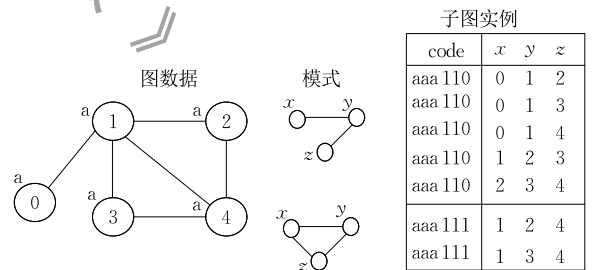 子图实例
图数据
模式
code x y z
aaa 110 0 1 2
aaa 110 0 1 3
aaa 110 0 1 4
aaa 110 1 2 3
aaa 110 2 3 4
aaa 111 1 2 4
aaa 111 1 3 4
a 1
a 2
a 0
a 3
a 4
x y
z
x y
z